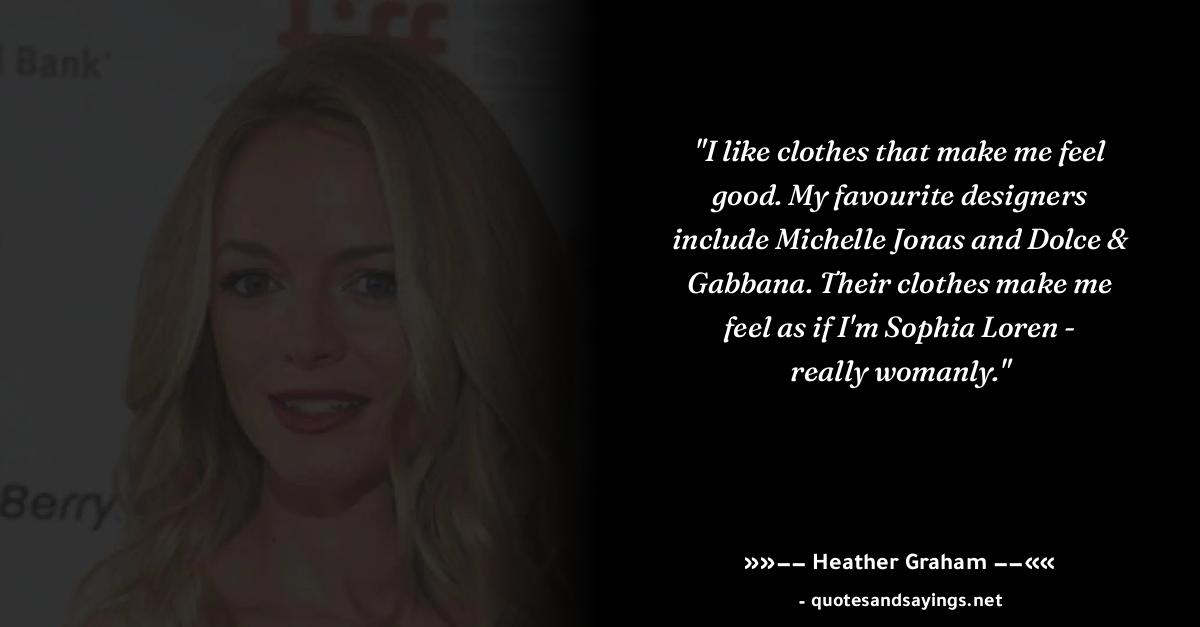 tiff
Bank
Berry
"I like clothes that make me feel
good. My favourite designers
include Michelle Jonas and Dolce &
Gabbana. Their clothes make me
feel as if I'm Sophia Loren -
really womanly."
»»-- Heather Graham --««
- quotesandsayings.net